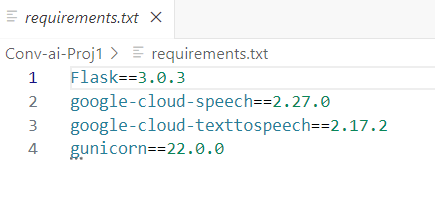 requirements.txt
Conv-ai-Proj1 > requirements.txt
1 Flask==3.0.3
2 google-cloud-speech==2.27.0
3 google-cloud-texttospeech==2.17.2
4 gunicorn==22.0.0